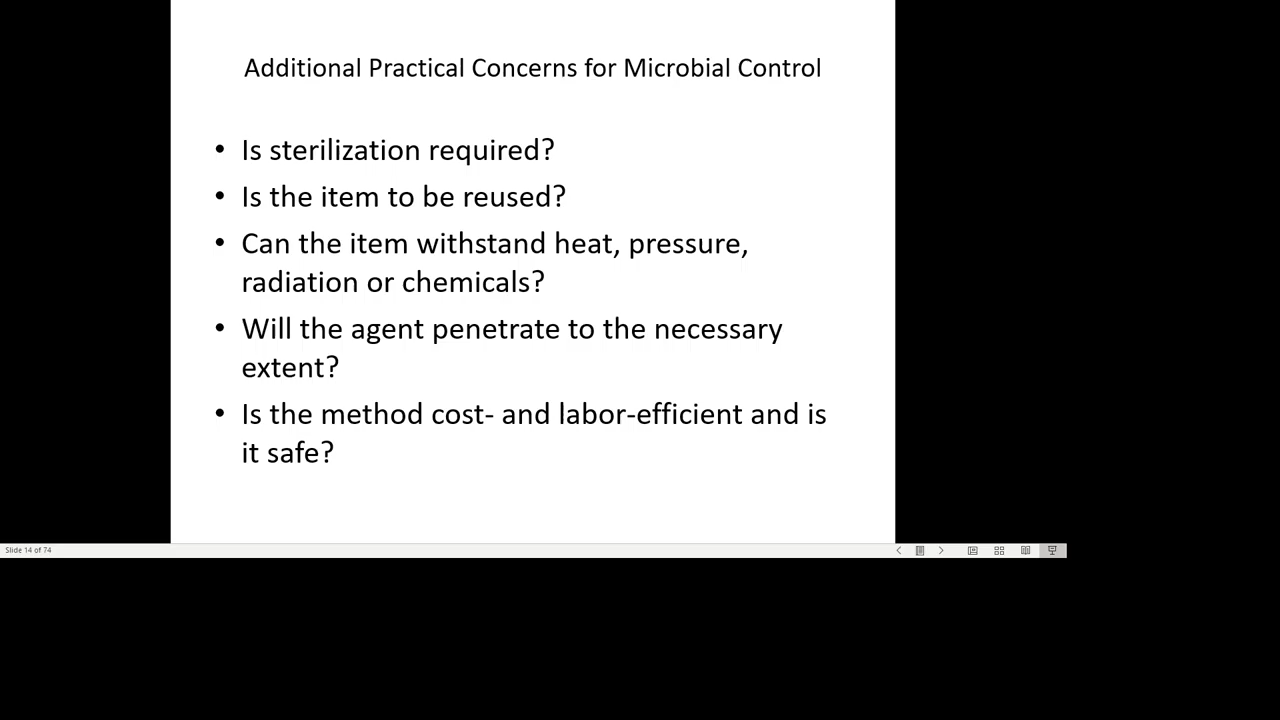 Additional Practical Concerns for Microbial Control
• Is sterilization required?
• Is the item to be reused?
• Can the item withstand heat, pressure,
radiation or chemicals?
• Will the agent penetrate to the necessary
extent?
• Is the method cost- and labor-efficient and is
it safe?
Slide 14 of 74